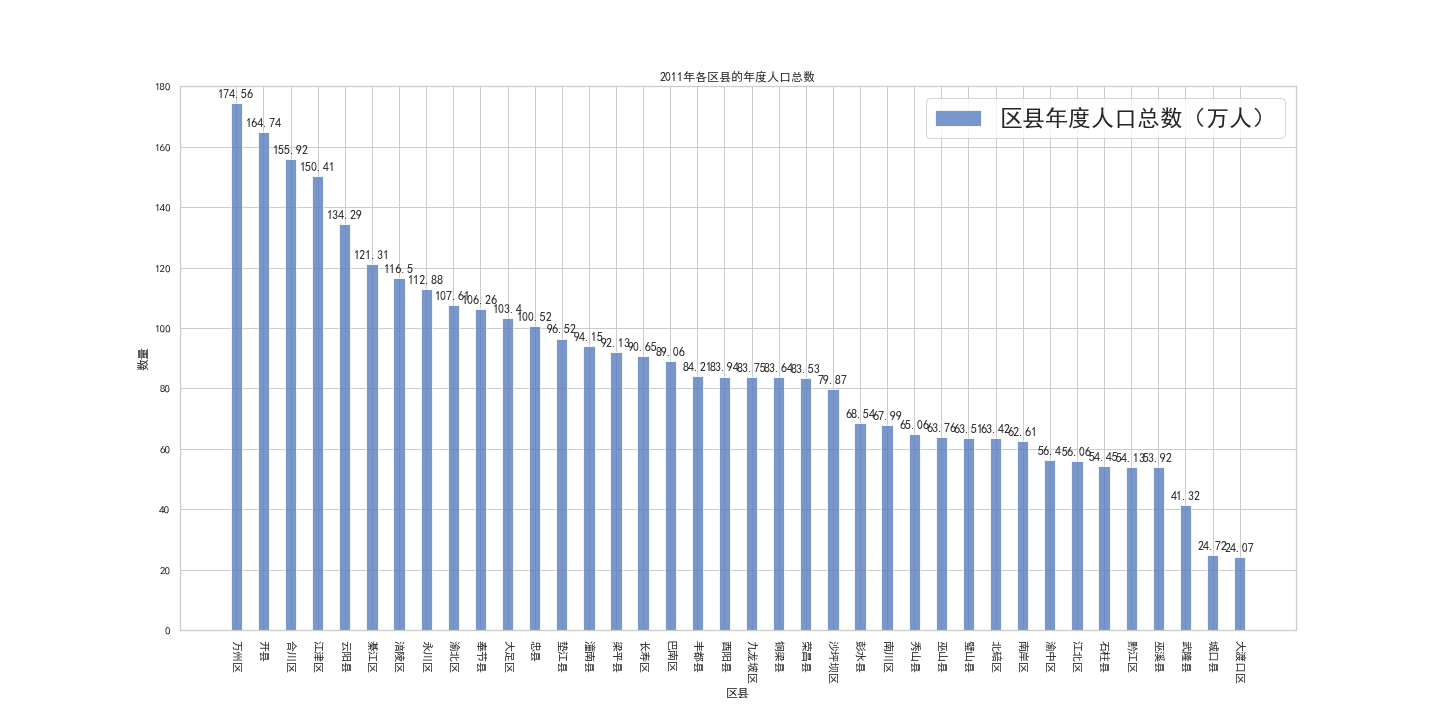 2011年各区县的年度人口总数
区县年度人口总数（万人）
数量
180
160
140
120
100
80
60
40
20
0
174.56
164.74
155.92
150.41
134.29
121.31
116.5
112.88
107.61
106.26
103.4
100.52
96.52
94.15
92.13
90.65
89.06
84.21
83.94
83.75
83.64
83.53
79.87
68.54
67.99
65.06
63.76
63.51
63.42
62.61
56.45
56.06
54.45
54.13
53.92
41.32
24.72
24.07
万州区
开县
合川区
江津区
云阳县
綦江区
涪陵区
永川区
渝北区
奉节县
大足区
忠县
垫江县
潼南县
梁平县
长寿区
巴南区
丰都县
酉阳县
九龙坡区
铜梁县
荣昌县
沙坪坝区
彭水县
南川区
秀山县
巫山县
璧山县
北碚区
南岸区
渝中区
江北区
石柱县
黔江区
巫溪县
武隆县
城口县
大渡口区
区县